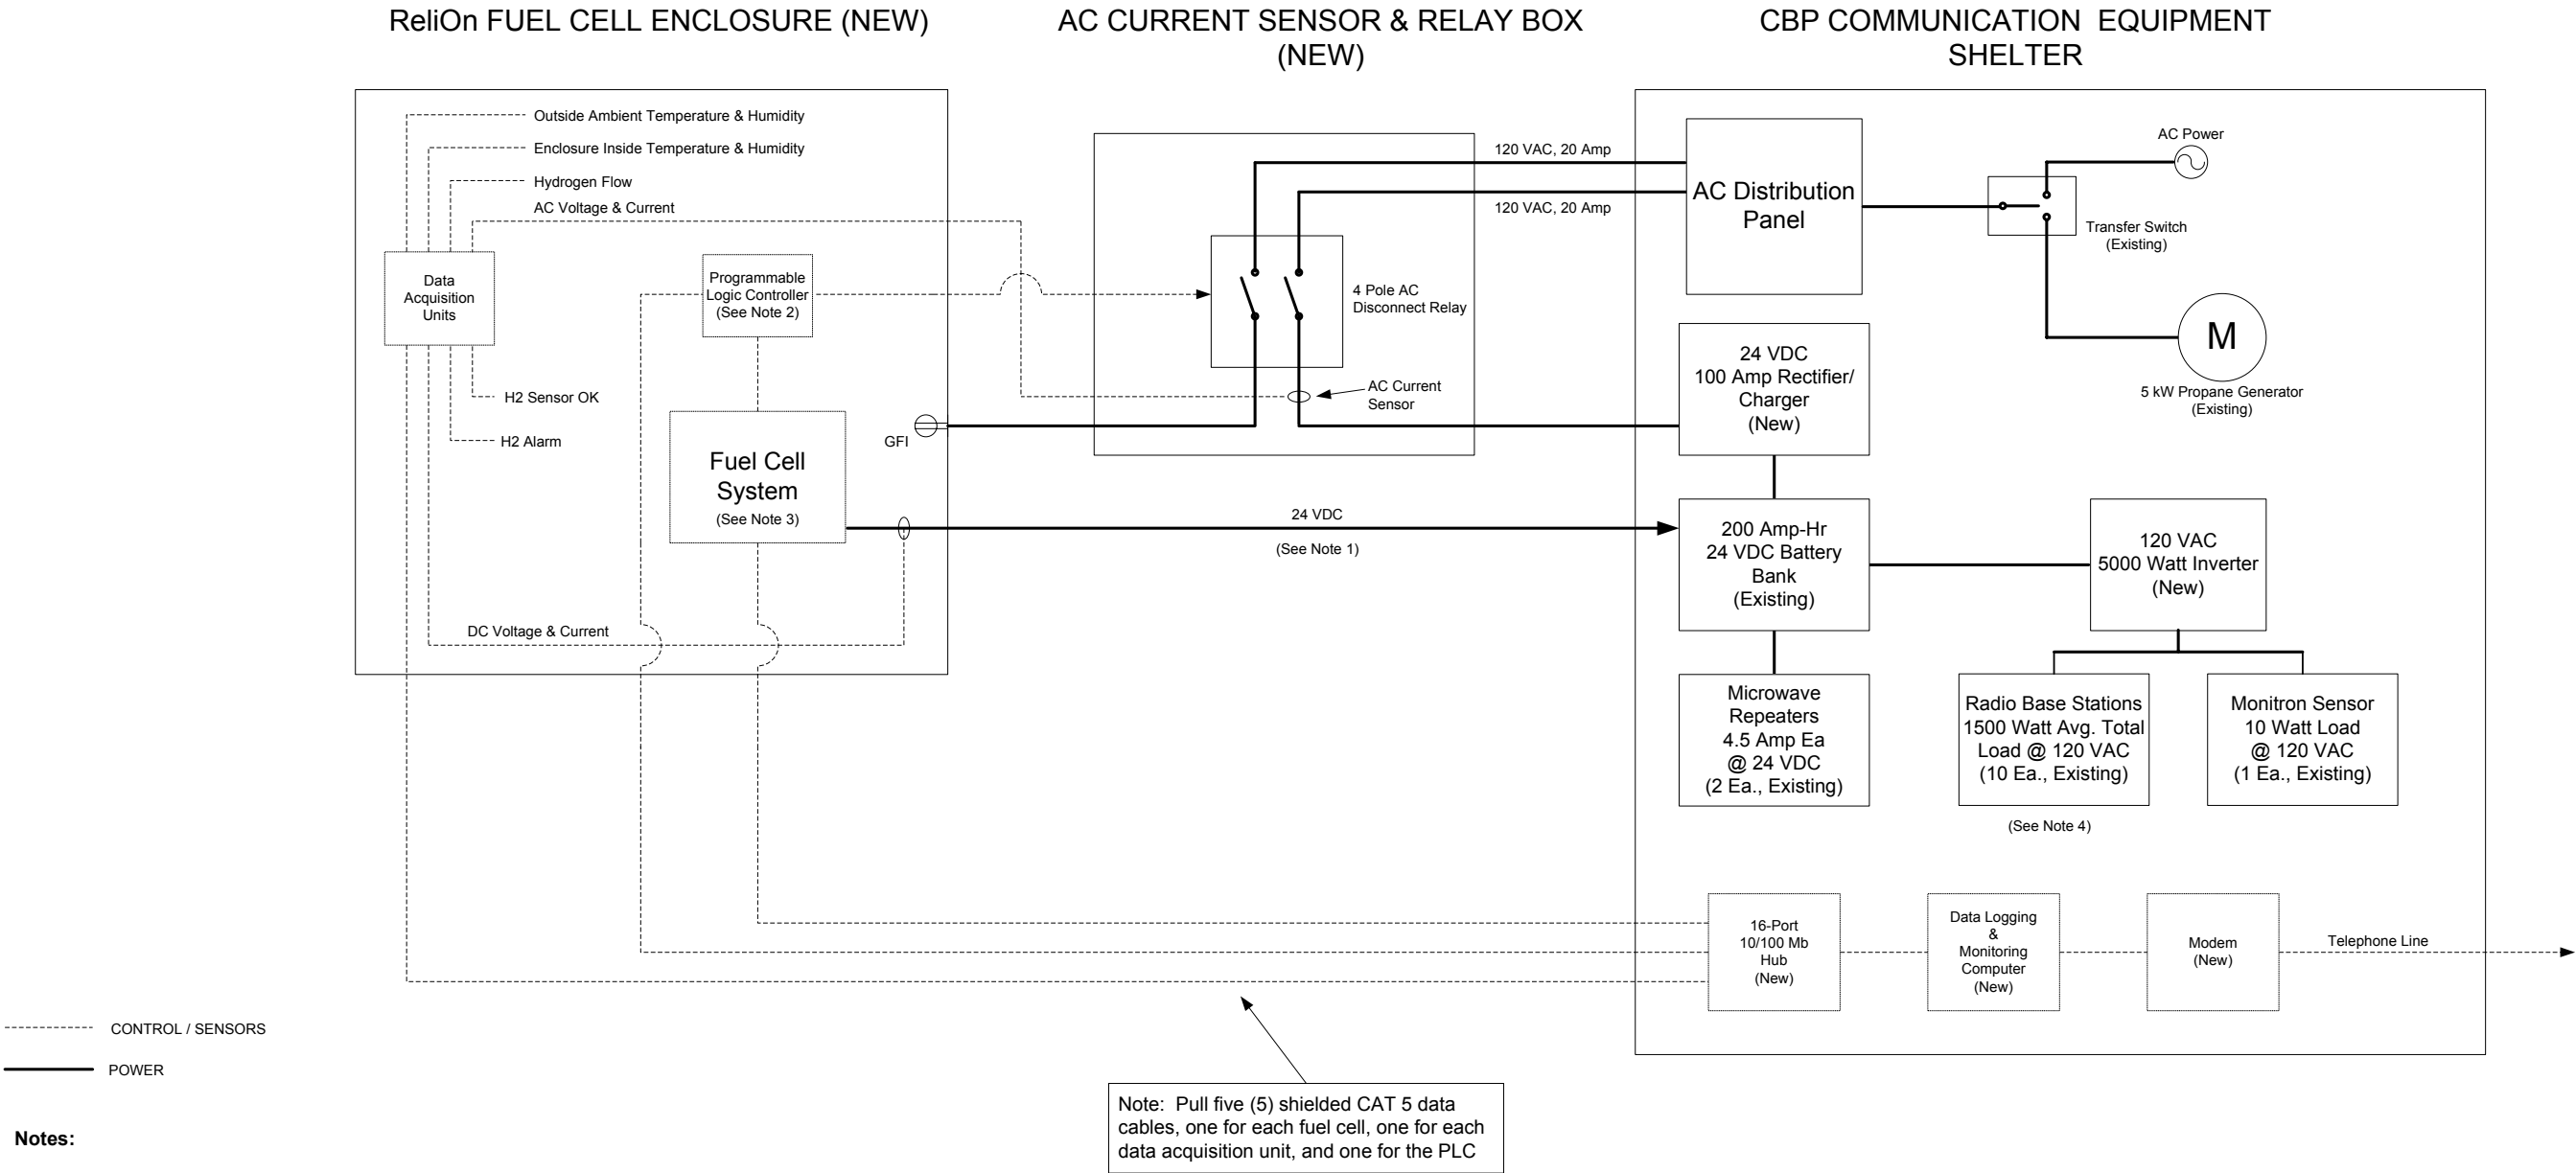 ReliOn FUEL CELL ENCLOSURE (NEW)
AC CURRENT SENSOR & RELAY BOX
(NEW)
CBP COMMUNICATION EQUIPMENT
SHELTER
Outside Ambient Temperature & Humidity
Enclosure Inside Temperature & Humidity
Hydrogen Flow
AC Voltage & Current
Data
Acquisition
Units
Programmable
Logic Controller
(See Note 2)
H2 Sensor OK
H2 Alarm
Fuel Cell
System
(See Note 3)
GFI
DC Voltage & Current
120 VAC, 20 Amp
120 VAC, 20 Amp
4 Pole AC
Disconnect Relay
AC Current
Sensor
24 VDC
(See Note 1)
AC Distribution
Panel
AC Power
Transfer Switch
(Existing)
M
5 kW Propane Generator
(Existing)
24 VDC
100 Amp Rectifier/
Charger
(New)
200 Amp-Hr
24 VDC Battery
Bank
(Existing)
120 VAC
5000 Watt Inverter
(New)
Microwave
Repeaters
4.5 Amp Ea
@ 24 VDC
(2 Ea., Existing)
Radio Base Stations
1500 Watt Avg. Total
Load @ 120 VAC
(10 Ea., Existing)
(See Note 4)
Monitron Sensor
10 Watt Load
@ 120 VAC
(1 Ea., Existing)
16-Port
10/100 Mb
Hub
(New)
Data Logging
&
Monitoring
Computer
(New)
Modem
(New)
Telephone Line
CONTROL / SENSORS
POWER
Note: Pull five (5) shielded CAT 5 data
cables, one for each fuel cell, one for each
data acquisition unit, and one for the PLC
Notes: